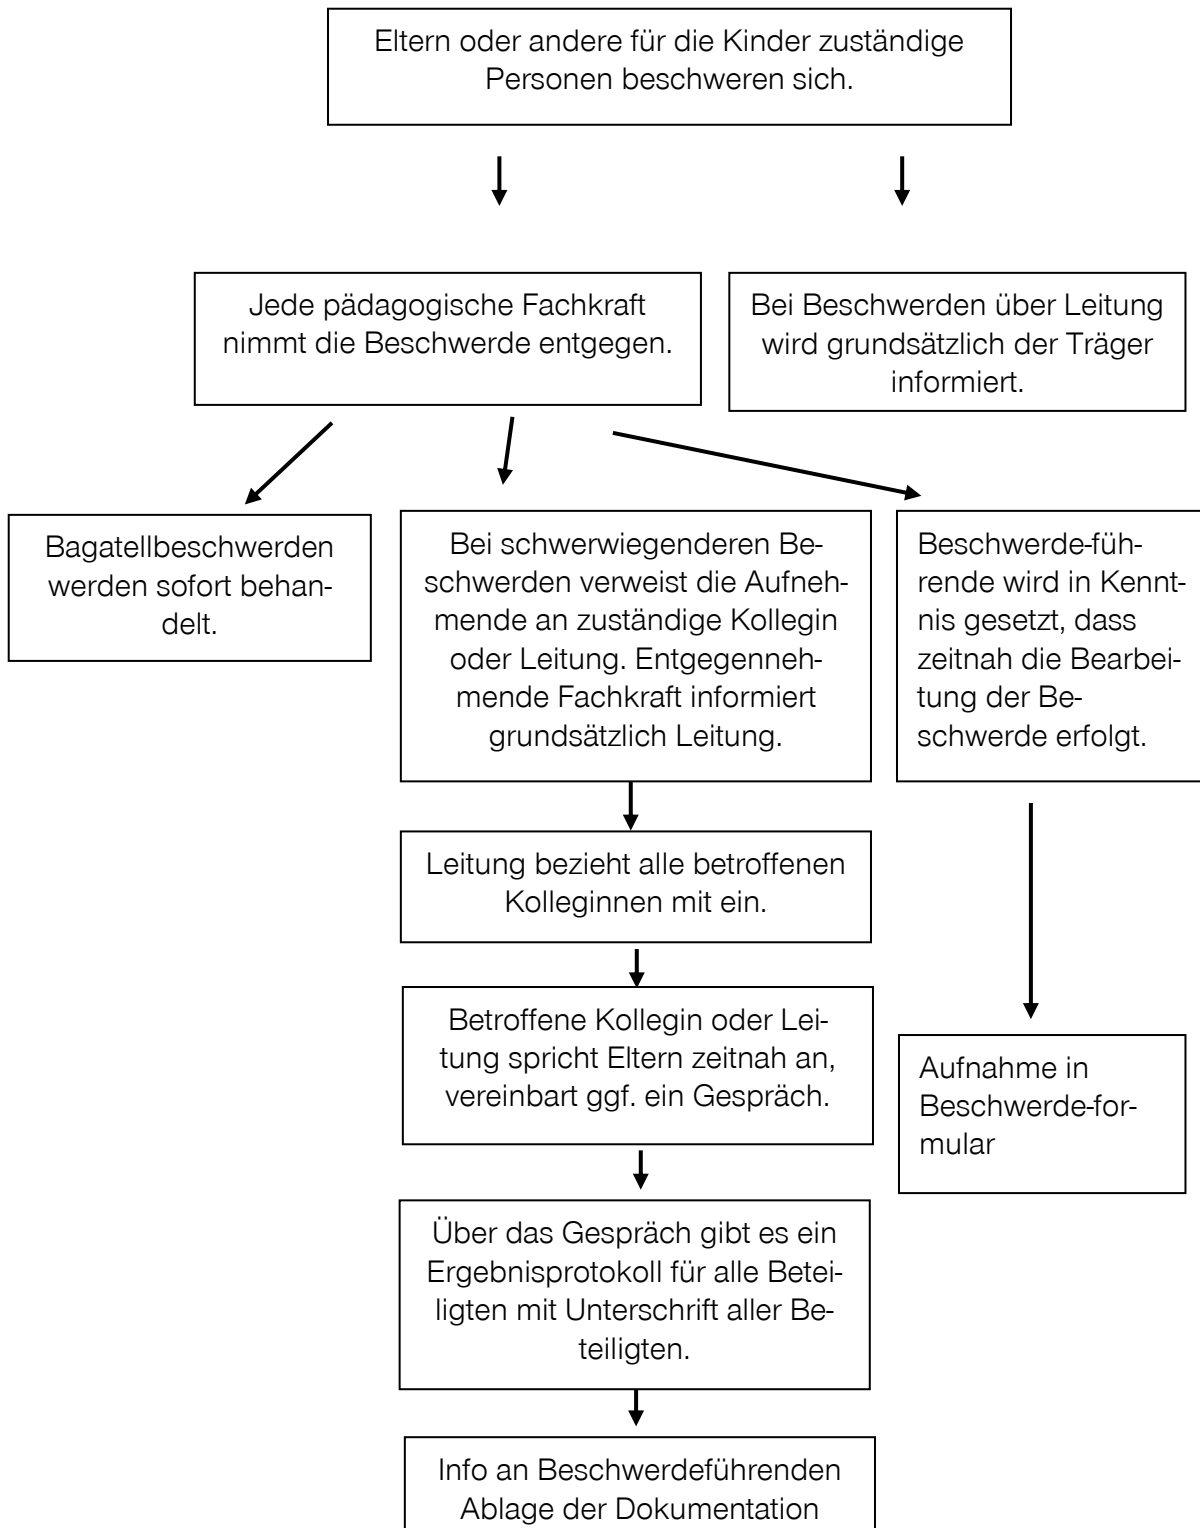 Eltern oder andere für die Kinder zuständige
Personen beschweren sich.
Jede pädagogische Fachkraft
nimmt die Beschwerde entgegen.
Bei Beschwerden über Leitung
wird grundsätzlich der Träger
informiert.
Bagatellbeschwerden
werden sofort behan-
delt.
Bei schwerwiegenderen Be-
schwerden verweist die Aufneh-
mende an zuständige Kollegin
oder Leitung. Entgegenneh-
mende Fachkraft informiert
grundsätzlich Leitung.
Beschwerde-füh-
rende wird in Kennt-
nis gesetzt, dass
zeitnah die Bearbei-
tung der Be-
schwerde erfolgt.
Leitung bezieht alle betroffenen
Kolleginnen mit ein.
Betroffene Kollegin oder Lei-
tung spricht Eltern zeitnah an,
vereinbart ggf. ein Gespräch.
Aufnahme in
Beschwerde-for-
mular
Über das Gespräch gibt es ein
Ergebnisprotokoll für alle Betei-
ligten mit Unterschrift aller Be-
teiligten.
Info an Beschwerdeführenden
Ablage der Dokumentation